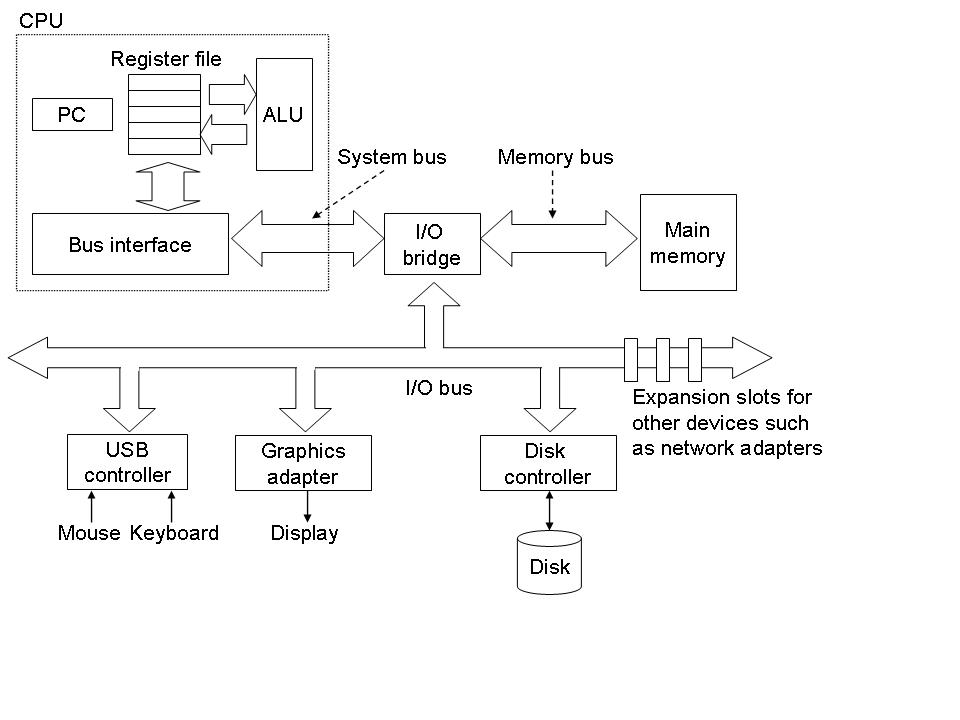 CPU
Register file
PC
ALU
System bus
Memory bus
Bus interface
I/O
bridge
Main
memory
I/O bus
Expansion slots for
other devices such
as network adapters
USB
controller
Graphics
adapter
Disk
controller
Mouse
Keyboard
Display
Disk